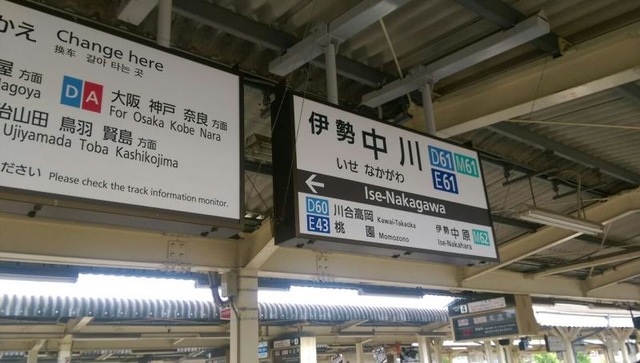 かえ Change here
换车 갈아 타는 곳
屋 方面
Nagoya
D A 大阪 神戸 奈良 方面
For Osaka Kobe Nara
治山田 鳥羽 賢島 方面
Ujiyamada Toba Kashikojima
ださい Please check the track information monitor.
伊勢中川 D61 M61
いせ なかがわ E61
Ise-Nakagawa
D60 川合高岡 Kawai-Takaoka
E43 桃園 Momozono
伊勢中原 M62
Ise-Nakahara